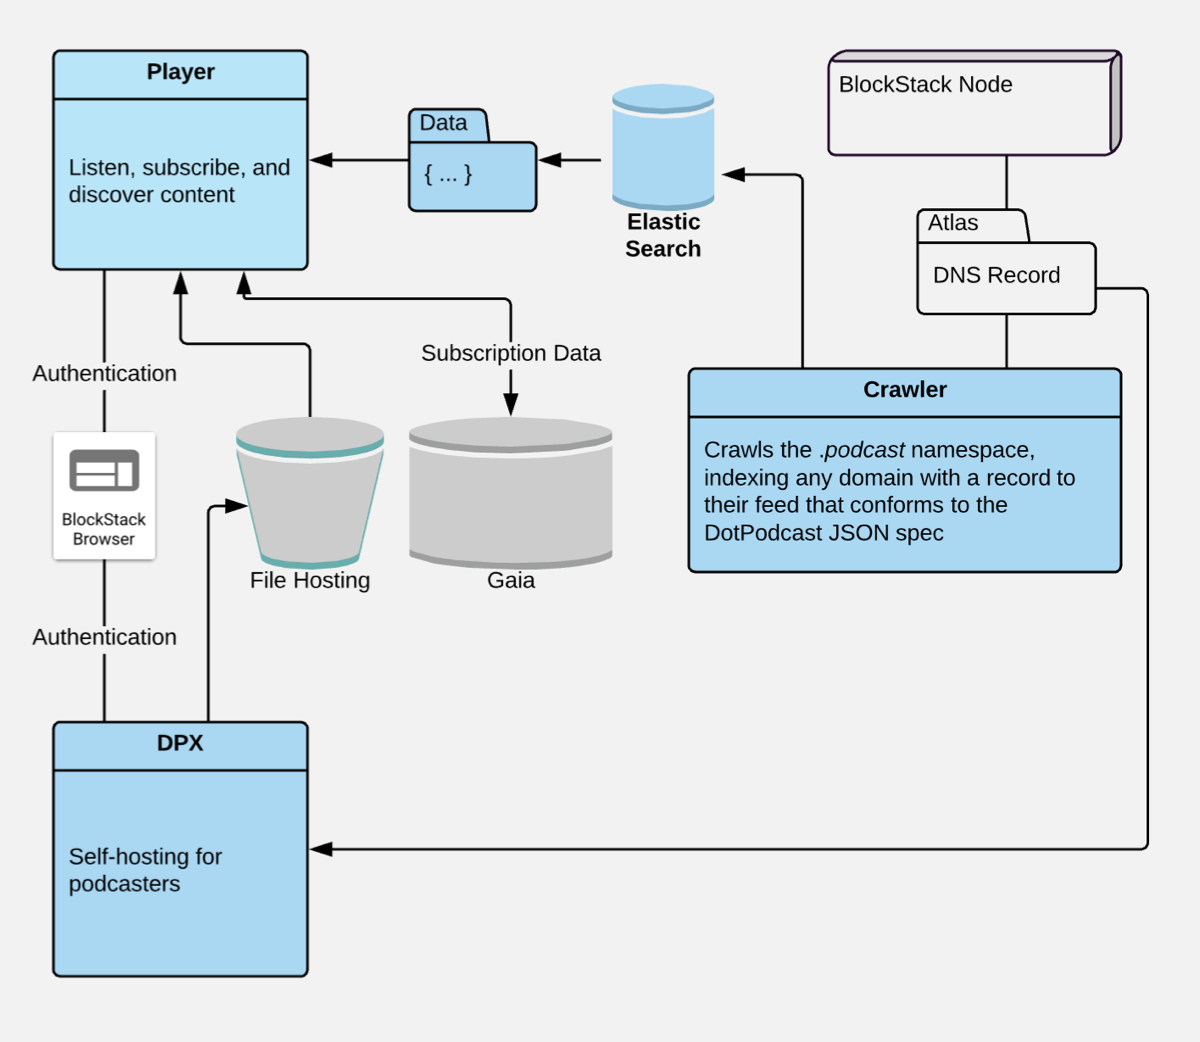 Player
Listen, subscribe, and
discover content
Data
{ ... }
Elastic
Search
BlockStack Node
Atlas
DNS Record
Authentication
Subscription Data
Crawler
Crawls the .podcast namespace,
indexing any domain with a record to
their feed that conforms to the
DotPodcast JSON spec
BlockStack
Browser
File Hosting
Gaia
Authentication
DPX
Self-hosting for
podcasters